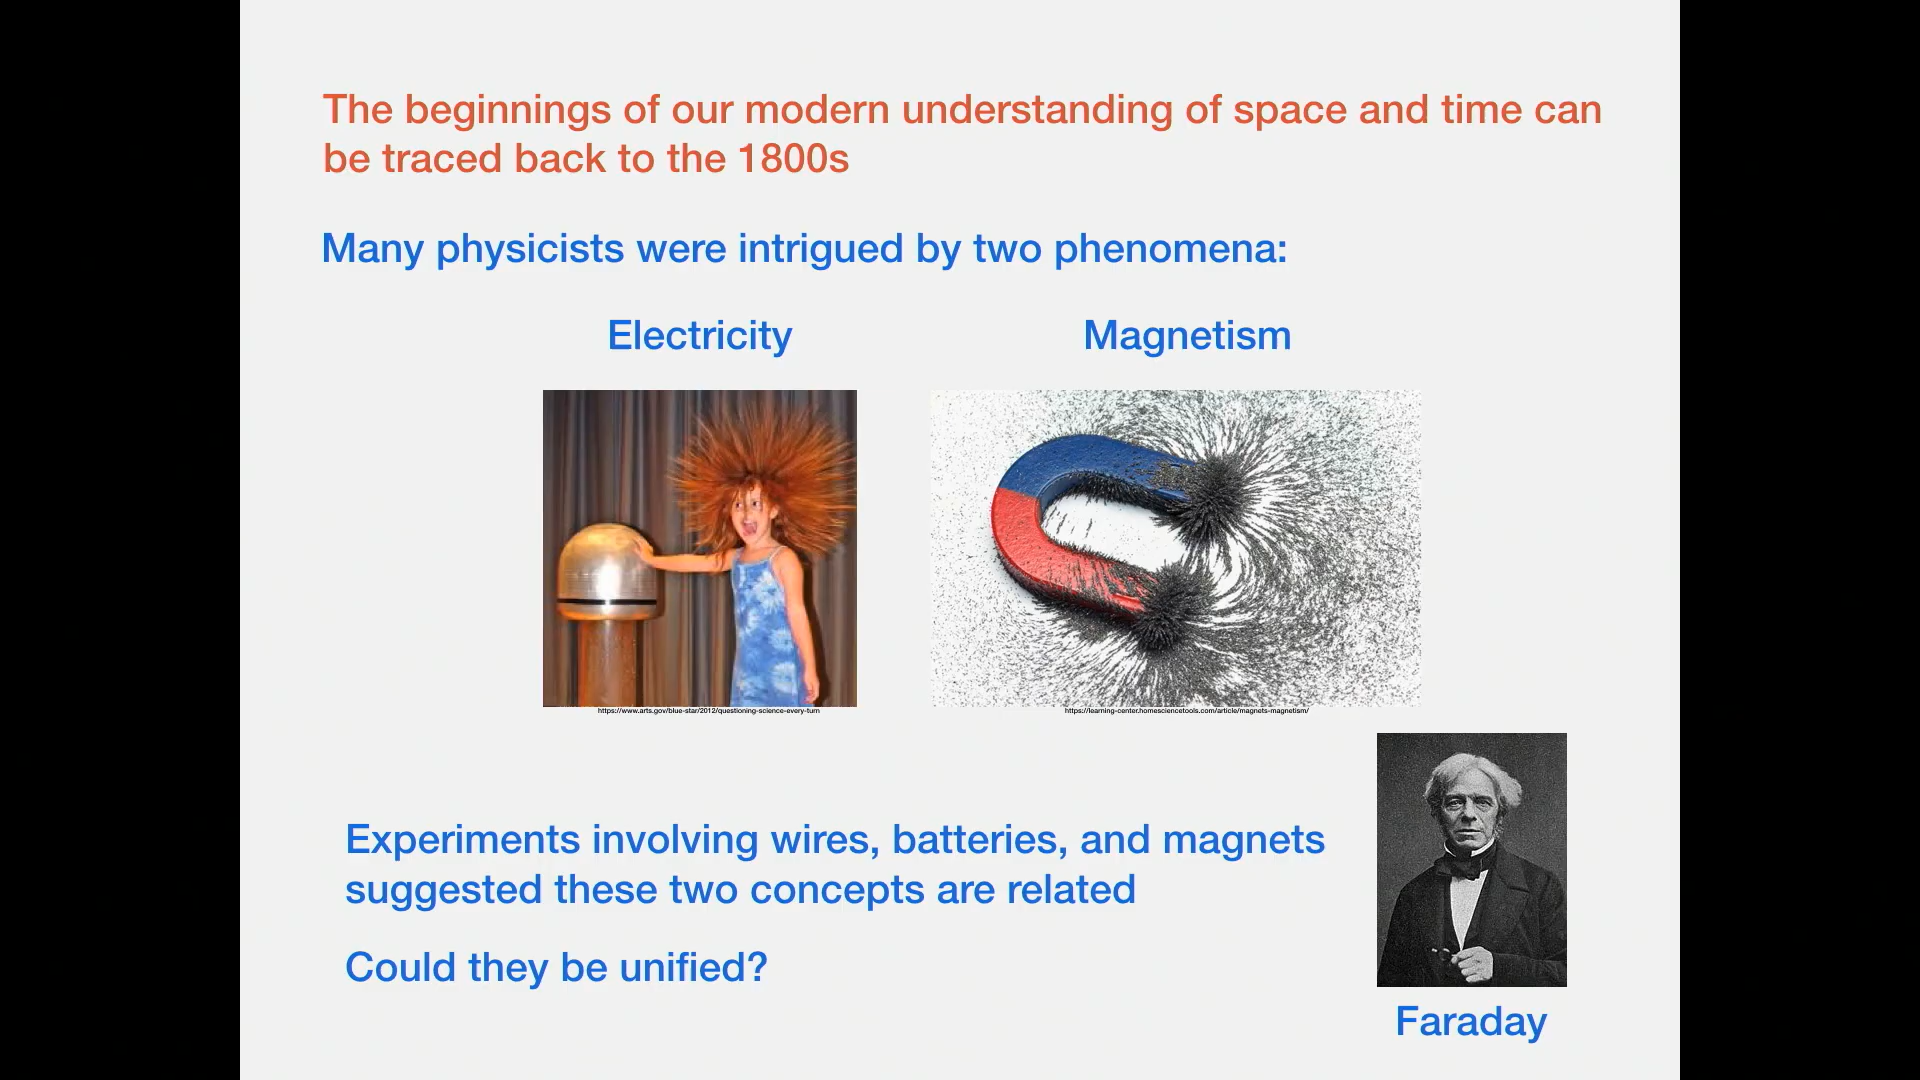 The beginnings of our modern understanding of space and time can
be traced back to the 1800s
Many physicists were intrigued by two phenomena:
Electricity
Magnetism
https://www.arts.gov/blue-star/2012/questioning-science-every-turn
https://learning-center.homesciencetools.com/article/magnets-magnetism/
Experiments involving wires, batteries, and magnets
suggested these two concepts are related
Could they be unified?
Faraday